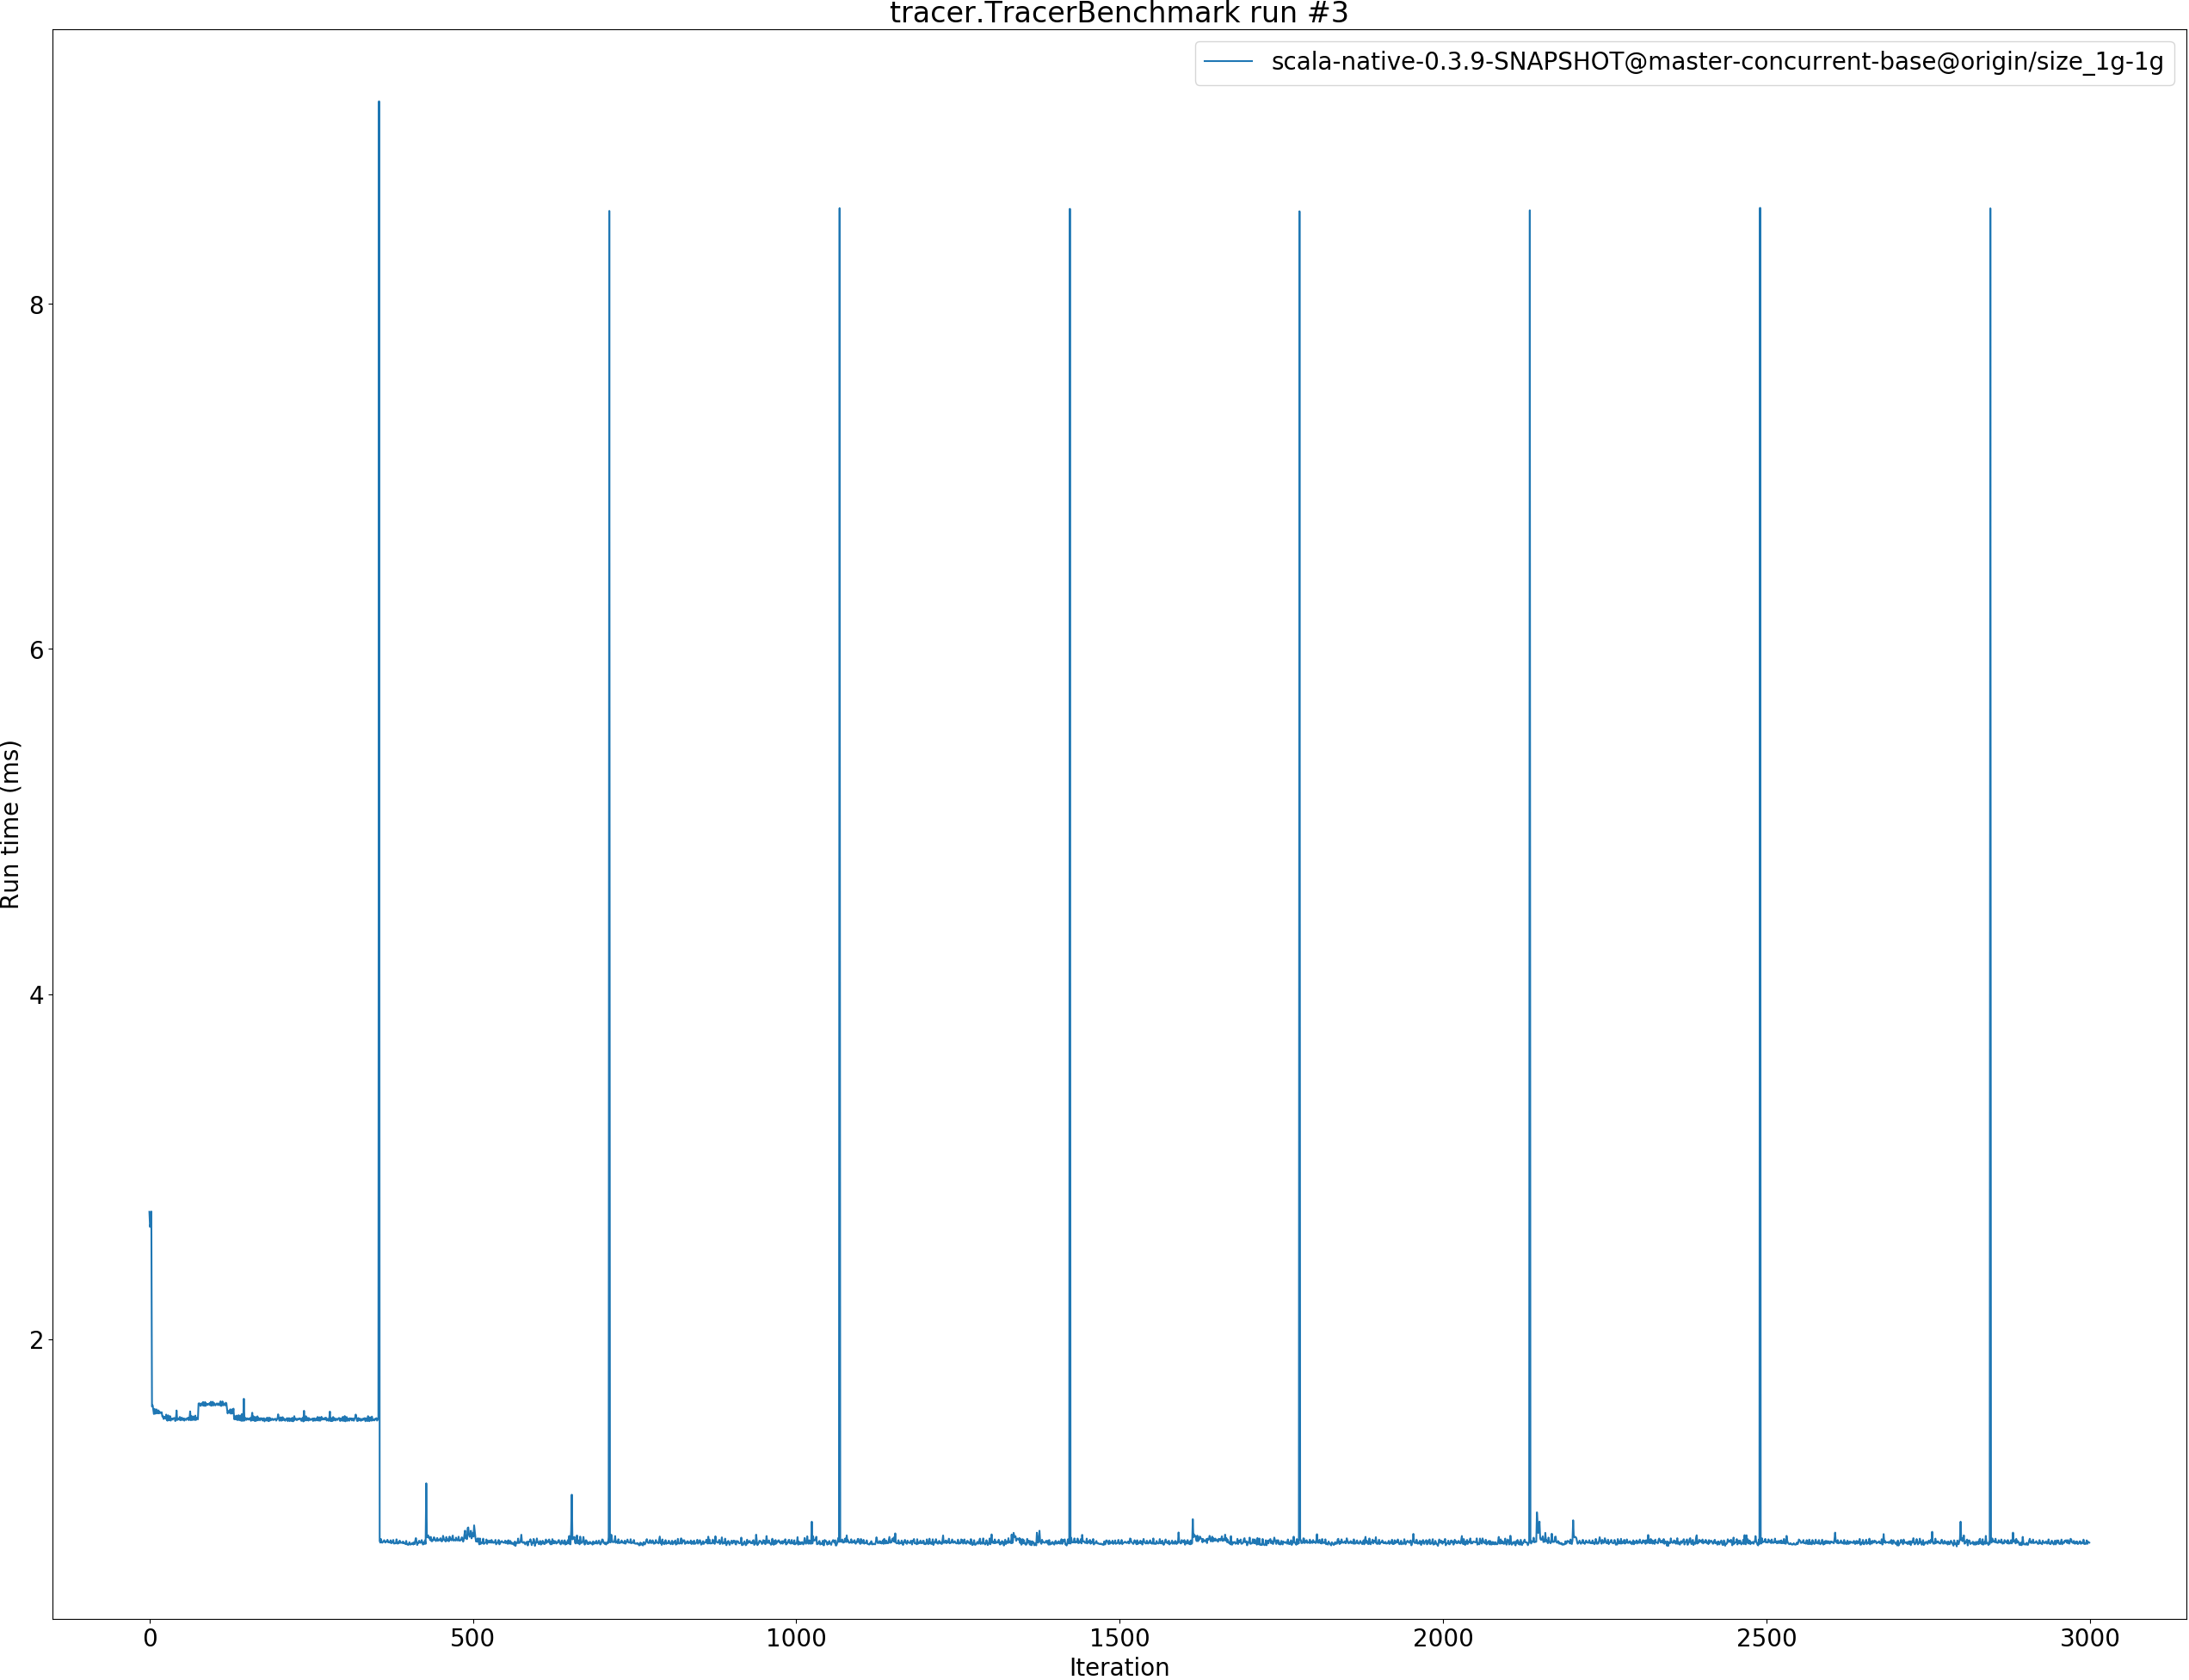 tracer.TracerBenchmark run #3
scala-native-0.3.9-SNAPSHOT@master-concurrent-base@origin/size_1g-1g
Run time (ms)
8
6
4
2
0
500
1000
1500
2000
2500
3000
Iteration